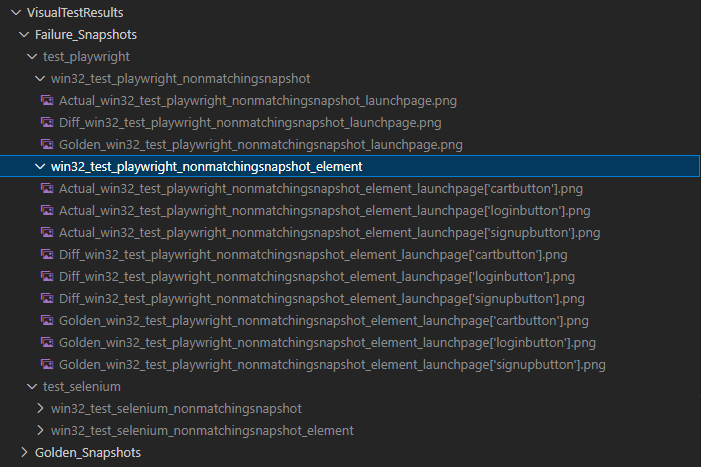 VisualTestResults
Failure_Snapshots
test_playwright
win32_test_playwright_nonmatchingsnapshot
Actual_win32_test_playwright_nonmatchingsnapshot_launchpage.png
Diff_win32_test_playwright_nonmatchingsnapshot_launchpage.png
Golden_win32_test_playwright_nonmatchingsnapshot_launchpage.png
win32_test_playwright_nonmatchingsnapshot_element
Actual_win32_test_playwright_nonmatchingsnapshot_element_launchpage['cartbutton'].png
Actual_win32_test_playwright_nonmatchingsnapshot_element_launchpage['loginbutton'].png
Actual_win32_test_playwright_nonmatchingsnapshot_element_launchpage['signupbutton'].png
Diff_win32_test_playwright_nonmatchingsnapshot_element_launchpage['cartbutton'].png
Diff_win32_test_playwright_nonmatchingsnapshot_element_launchpage['loginbutton'].png
Diff_win32_test_playwright_nonmatchingsnapshot_element_launchpage['signupbutton'].png
Golden_win32_test_playwright_nonmatchingsnapshot_element_launchpage['cartbutton'].png
Golden_win32_test_playwright_nonmatchingsnapshot_element_launchpage['loginbutton'].png
Golden_win32_test_playwright_nonmatchingsnapshot_element_launchpage['signupbutton'].png
test_selenium
win32_test_selenium_nonmatchingsnapshot
win32_test_selenium_nonmatchingsnapshot_element
Golden_Snapshots